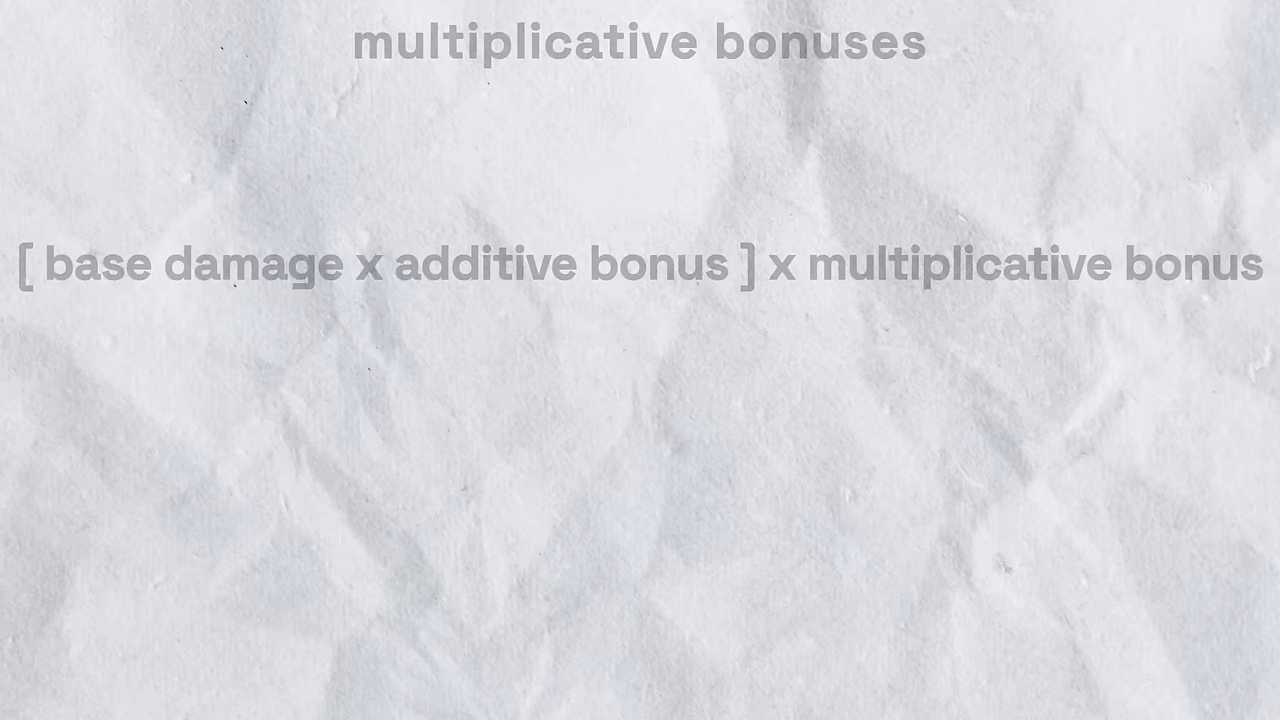 multiplicative bonuses
[ base damage x additive bonus ] x multiplicative bonus